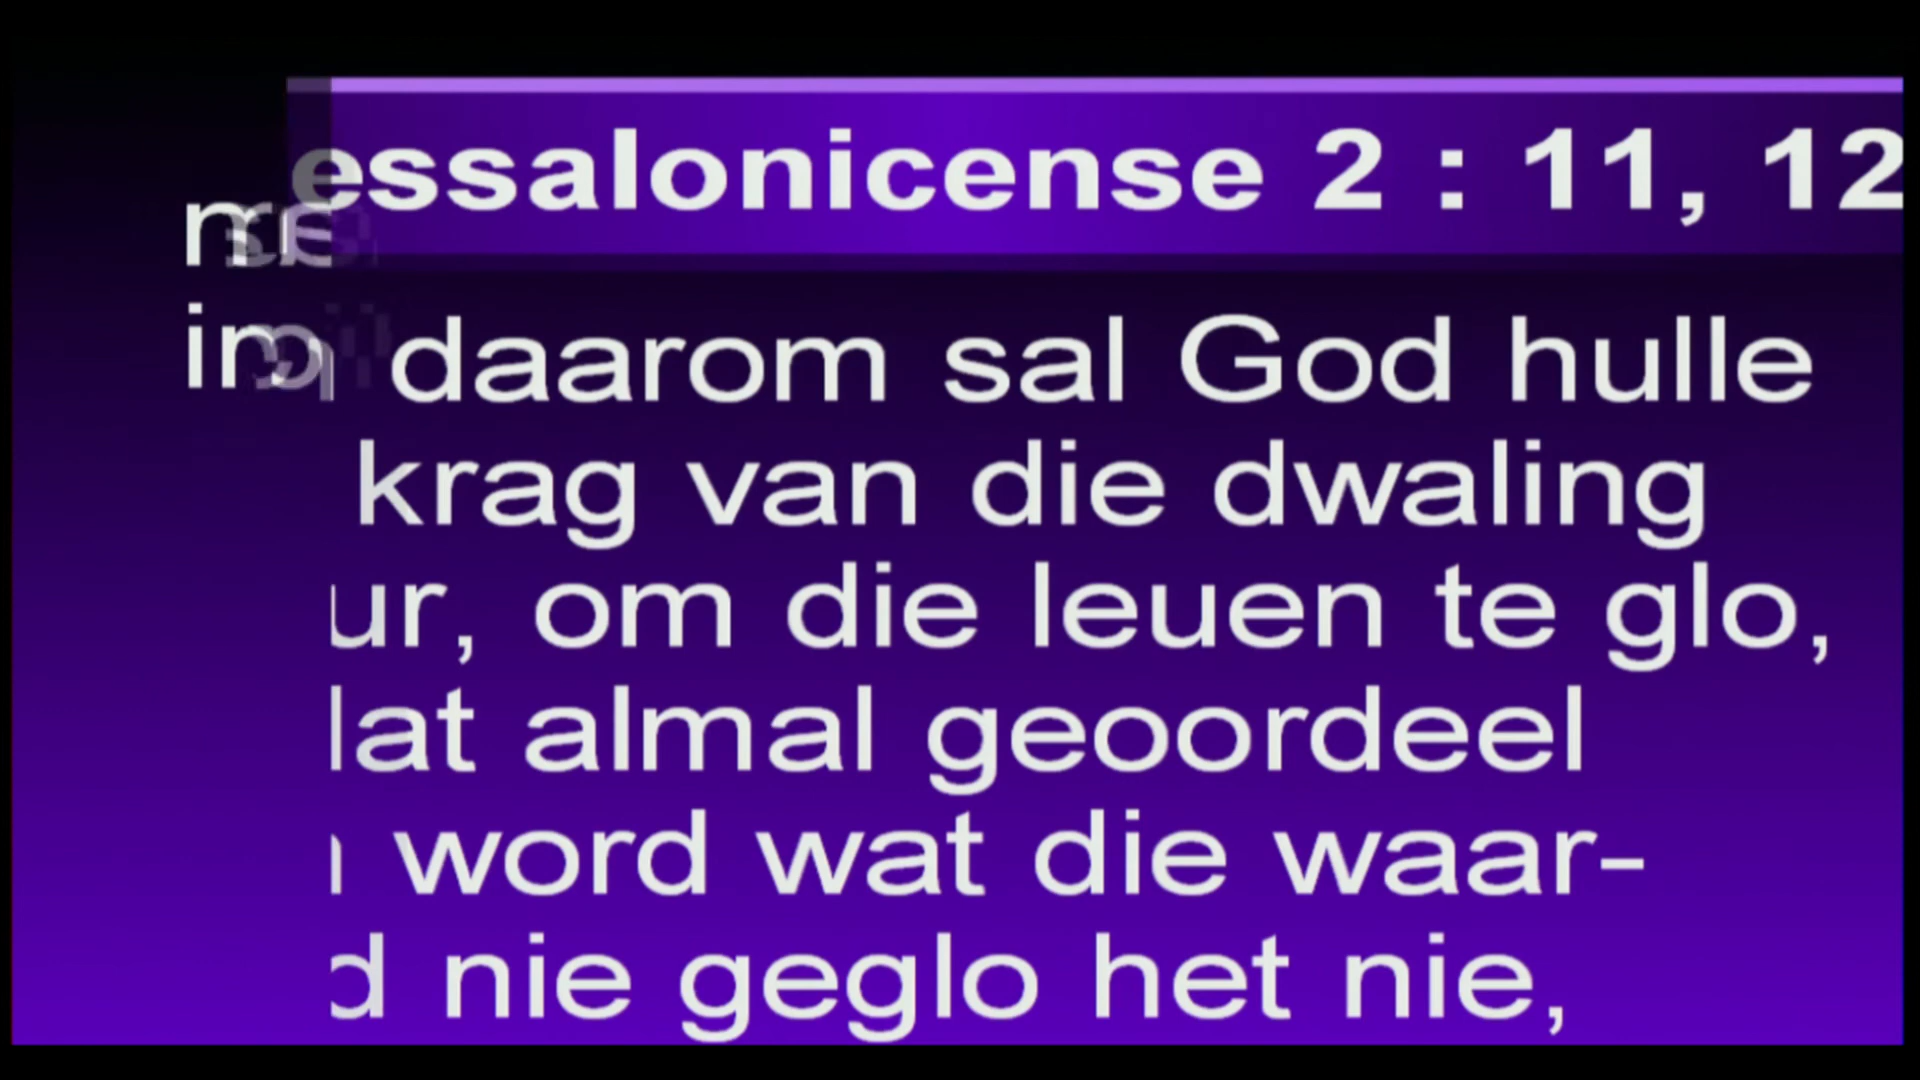 essalonicense 2 : 11, 12
daarom sal God hulle
krag van die dwaling
ur, om die leuen te glo,
lat almal geoordeel
word wat die waar-
d nie geglo het nie,